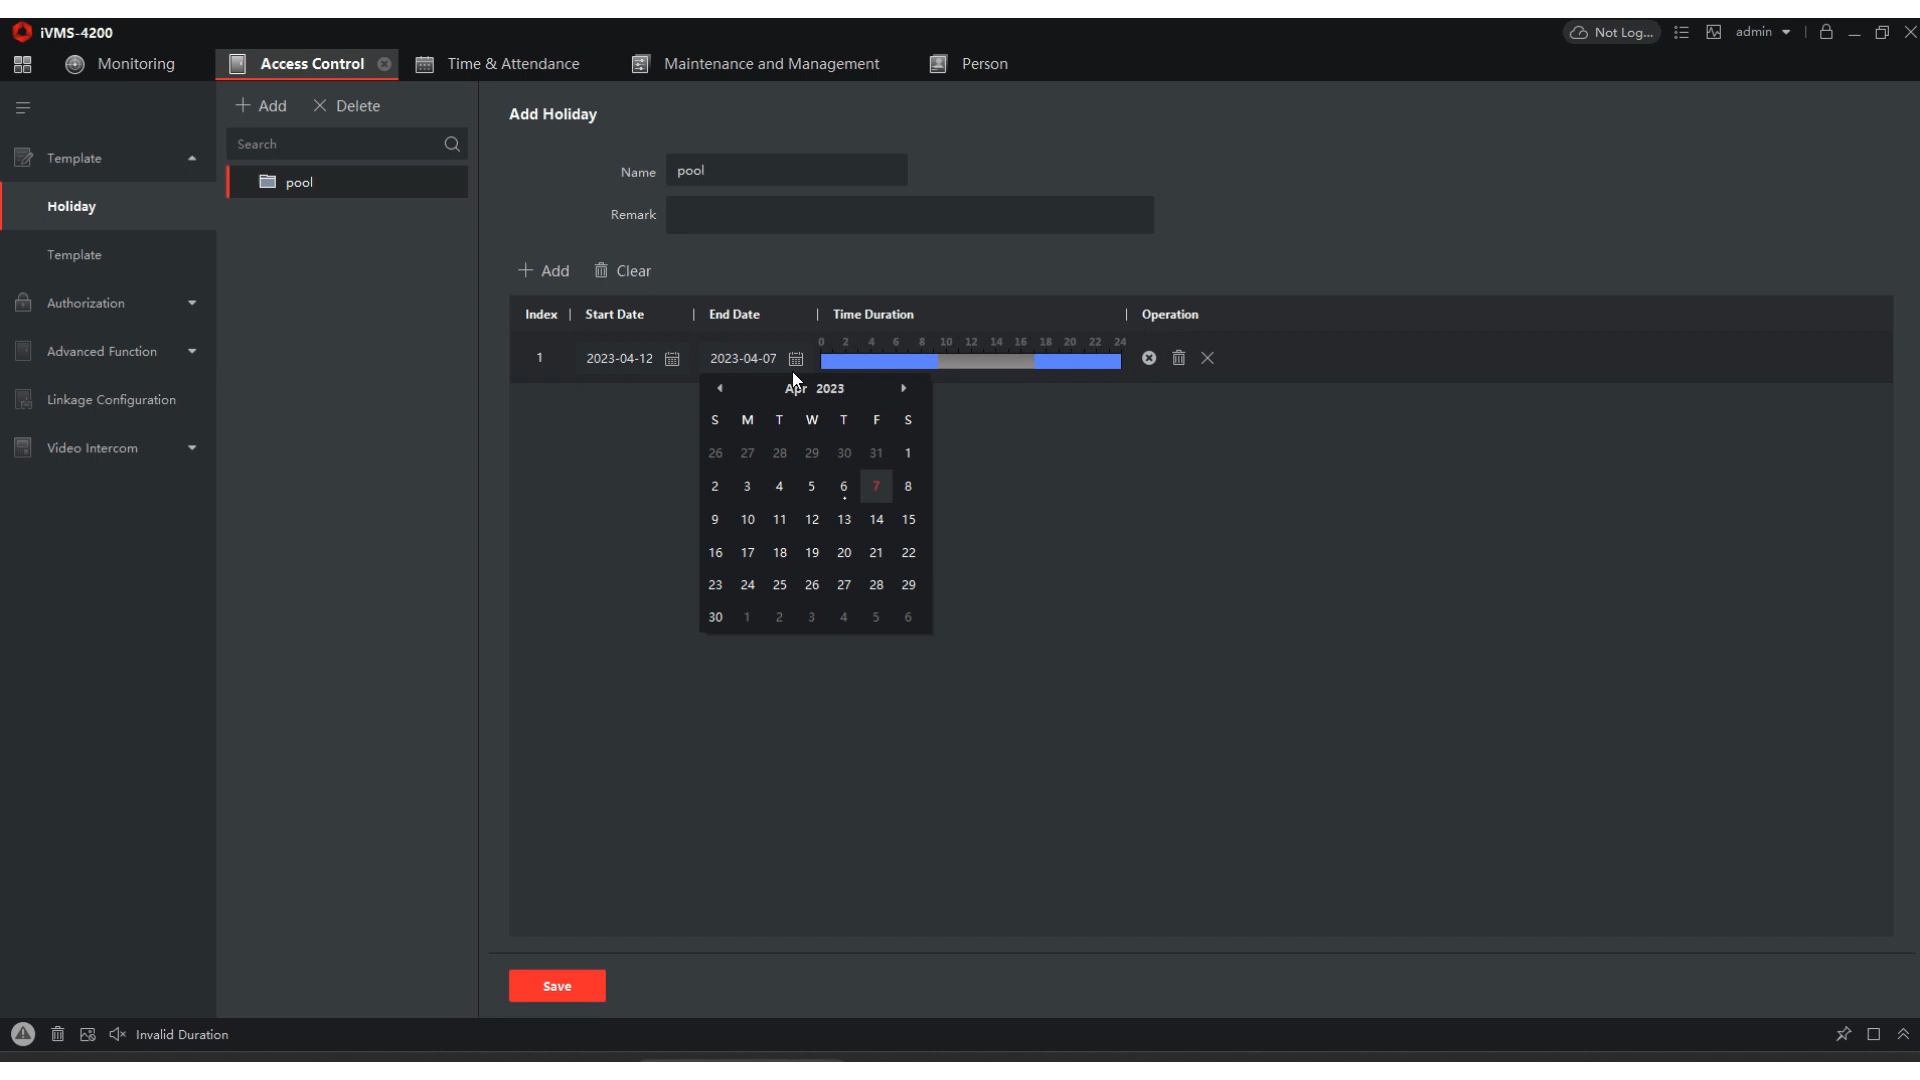 iVMS-4200
Not Log...
admin
Monitoring
Access Control
Time & Attendance
Maintenance and Management
Person
Template
Holiday
Template
Authorization
Advanced Function
Linkage Configuration
Video Intercom
Add Delete
Search
pool
Add Holiday
Name pool
Remark
Add Clear
Index Start Date End Date Time Duration Operation
0 2 4 6 8 10 12 14 16 18 20 22 24
1 2023-04-12 2023-04-07
Apr 2023
S M T W T F S
26 27 28 29 30 31 1
2 3 4 5 6 7 8
9 10 11 12 13 14 15
16 17 18 19 20 21 22
23 24 25 26 27 28 29
30 1 2 3 4 5 6
Save
Invalid Duration